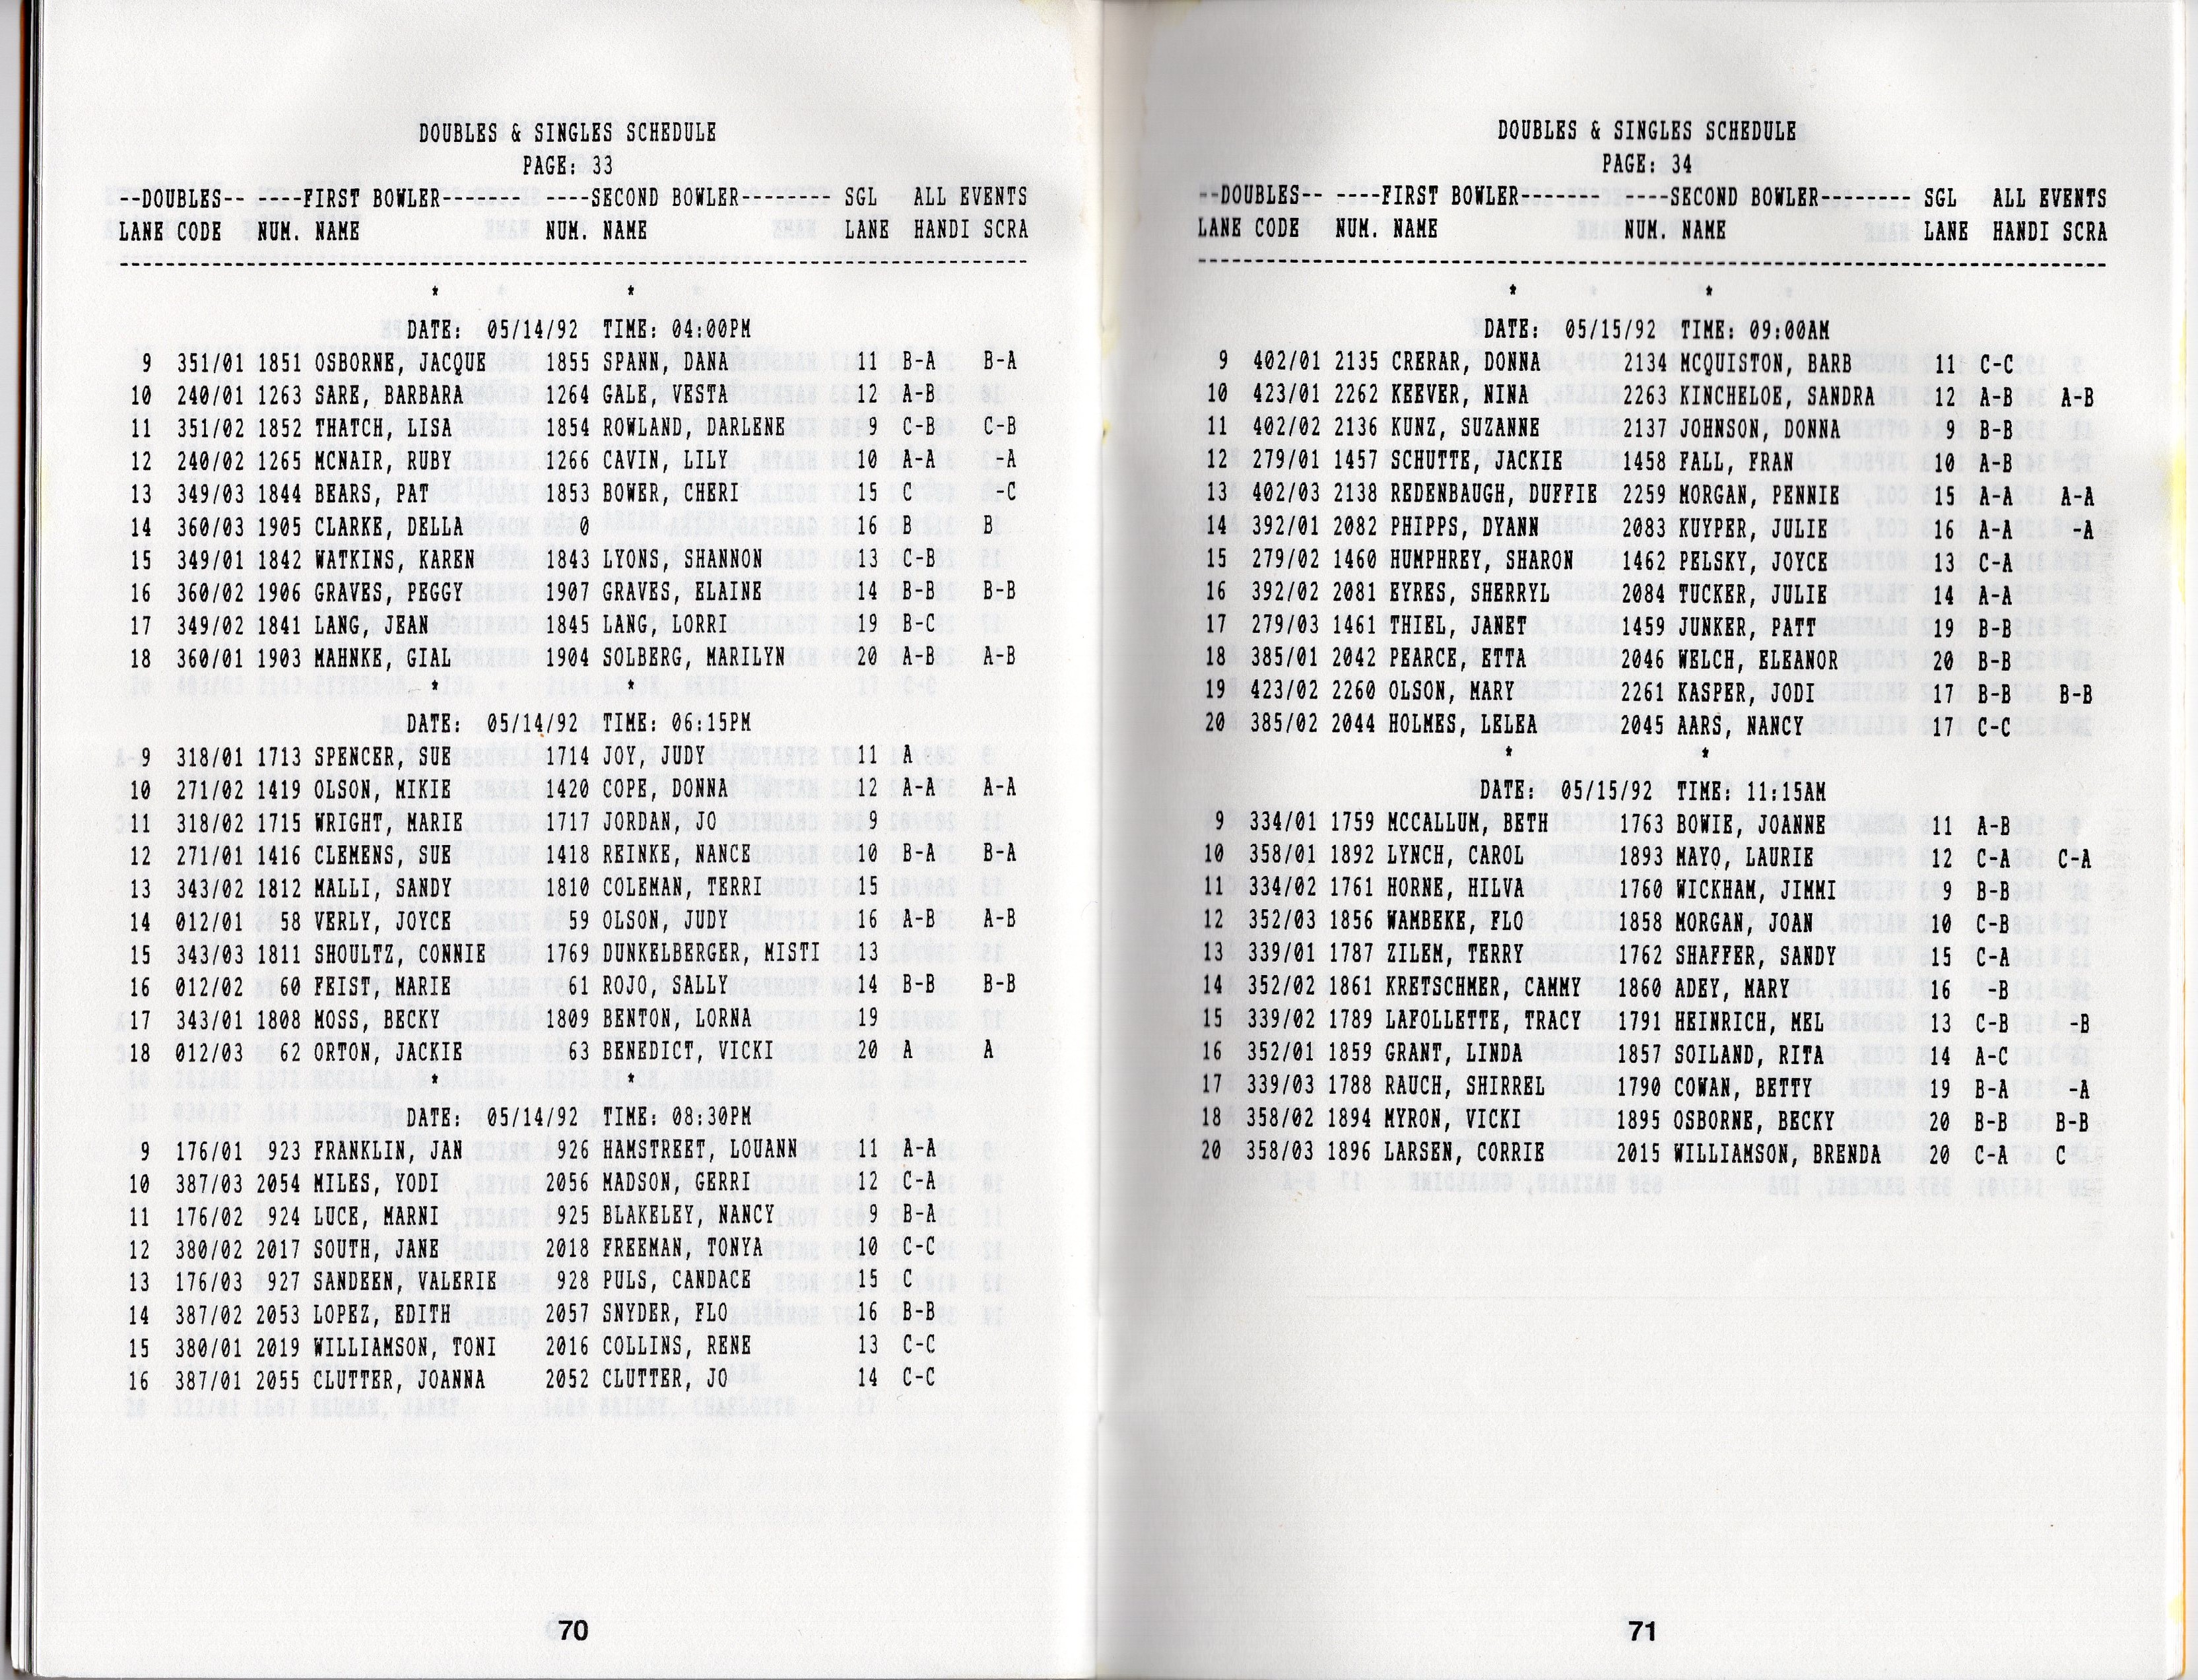 DOUBLES & SINGLES SCHEDULE
PAGE: 33
--DOUBLES-- ----FIRST BOWLER-------------SECOND BOWLER-------- SGL ALL EVENTS
LANE CODE NUM. NAME NUM. NAME LANE HANDI SCRA
-------------------------------------------------------------------------------
* *
DATE: 05/14/92 TIME: 04:00PM
9 351/01 1851 OSBORNE, JACQUE 1855 SPANN, DANA 11 B-A B-A
10 240/01 1263 SARE, BARBARA 1264 GALE, VESTA 12 A-B
11 351/02 1852 THATCH, LISA 1854 ROWLAND, DARLENE 9 C-B C-B
12 240/02 1265 MCNAIR, RUBY 1266 CAVIN, LILY 10 A-A -A
13 349/03 1844 BEARS, PAT 1853 BOWER, CHERI 15 C -C
14 360/03 1905 CLARKE, DELLA 0 16 B B
15 349/01 1842 WATKINS, KAREN 1843 LYONS, SHANNON 13 C-B
16 360/02 1906 GRAVES, PEGGY 1907 GRAVES, ELAINE 14 B-B B-B
17 349/02 1841 LANG, JEAN 1845 LANG, LORRI 19 B-C
18 360/01 1903 MAHNKE, GIAL 1904 SOLBERG, MARILYN 20 A-B A-B
* *
DATE: 05/14/92 TIME: 06:15PM
9 318/01 1713 SPENCER, SUE 1714 JOY, JUDY 11 A
10 271/02 1419 OLSON, MIKIE 1420 COPE, DONNA 12 A-A A-A
11 318/02 1715 WRIGHT, MARIE 1717 JORDAN, JO 9
12 271/01 1416 CLEMENS, SUE 1418 REINKE, NANCE 10 B-A B-A
13 343/02 1812 MALLI, SANDY 1810 COLEMAN, TERRI 15
14 012/01 58 VERLY, JOYCE 59 OLSON, JUDY 16 A-B A-B
15 343/03 1811 SHOULTZ, CONNIE 1769 DUNKELBERGER, MISTI 13
16 012/02 60 FEIST, MARIE 61 ROJO, SALLY 14 B-B B-B
17 343/01 1808 MOSS, BECKY 1809 BENTON, LORNA 19
18 012/03 62 ORTON, JACKIE 63 BENEDICT, VICKI 20 A A
* *
DATE: 05/14/92 TIME: 08:30PM
9 176/01 923 FRANKLIN, JAN 926 HAMSTREET, LOUANN 11 A-A
10 387/03 2054 MILES, YODI 2056 MADSON, GERRI 12 C-A
11 176/02 924 LUCE, MARNI 925 BLAKELEY, NANCY 9 B-A
12 380/02 2017 SOUTH, JANE 2018 FREEMAN, TONYA 10 C-C
13 176/03 927 SANDEEN, VALERIE 928 PULS, CANDACE 15 C
14 387/02 2053 LOPEZ, EDITH 2057 SNYDER, FLO 16 B-B
15 380/01 2019 WILLIAMSON, TONI 2016 COLLINS, RENE 13 C-C
16 387/01 2055 CLUTTER, JOANNA 2052 CLUTTER, JO 14 C-C
70
DOUBLES & SINGLES SCHEDULE
PAGE: 34
--DOUBLES-- ----FIRST BOWLER-------------SECOND BOWLER-------- SGL ALL EVENTS
LANE CODE NUM. NAME NUM. NAME LANE HANDI SCRA
-------------------------------------------------------------------------------
* *
DATE: 05/15/92 TIME: 09:00AM
9 402/01 2135 CRERAR, DONNA 2134 MCQUISTON, BARB 11 C-C
10 423/01 2262 KEEVER, NINA 2263 KINCHELOE, SANDRA 12 A-B A-B
11 402/02 2136 KUNZ, SUZANNE 2137 JOHNSON, DONNA 9 B-B
12 279/01 1457 SCHUTTE, JACKIE 1458 FALL, FRAN 10 A-B
13 402/03 2138 REDENBAUGH, DUFFIE 2259 MORGAN, PENNIE 15 A-A A-A
14 392/01 2082 PHIPPS, DYANN 2083 KUYPER, JULIE 16 A-A -A
15 279/02 1460 HUMPHREY, SHARON 1462 PELSKY, JOYCE 13 C-A
16 392/02 2081 EYRES, SHERRYL 2084 TUCKER, JULIE 14 A-A
17 279/03 1461 THIEL, JANET 1459 JUNKER, PATT 19 B-B
18 385/01 2042 PEARCE, ETTA 2046 WELCH, ELEANOR 20 B-B
19 423/02 2260 OLSON, MARY 2261 KASPER, JODI 17 B-B B-B
20 385/02 2044 HOLMES, LELEA 2045 AARS, NANCY 17 C-C
* *
DATE: 05/15/92 TIME: 11:15AM
9 334/01 1759 MCCALLUM, BETH 1763 BOWIE, JOANNE 11 A-B
10 358/01 1892 LYNCH, CAROL 1893 MAYO, LAURIE 12 C-A C-A
11 334/02 1761 HORNE, HILVA 1760 WICKHAM, JIMMI 9 B-B
12 352/03 1856 WAMBEKE, FLO 1858 MORGAN, JOAN 10 C-B
13 339/01 1787 ZILEM, TERRY 1762 SHAFFER, SANDY 15 C-A
14 352/02 1861 KRETSCHMER, CAMMY 1860 ADEY, MARY 16 -B
15 339/02 1789 LAFOLLETTE, TRACY 1791 HEINRICH, MEL 13 C-B -B
16 352/01 1859 GRANT, LINDA 1857 SOILAND, RITA 14 A-C
17 339/03 1788 RAUCH, SHIRREL 1790 COWAN, BETTY 19 B-A -A
18 358/02 1894 MYRON, VICKI 1895 OSBORNE, BECKY 20 B-B B-B
20 358/03 1896 LARSEN, CORRIE 2015 WILLIAMSON, BRENDA 20 C-A C
71